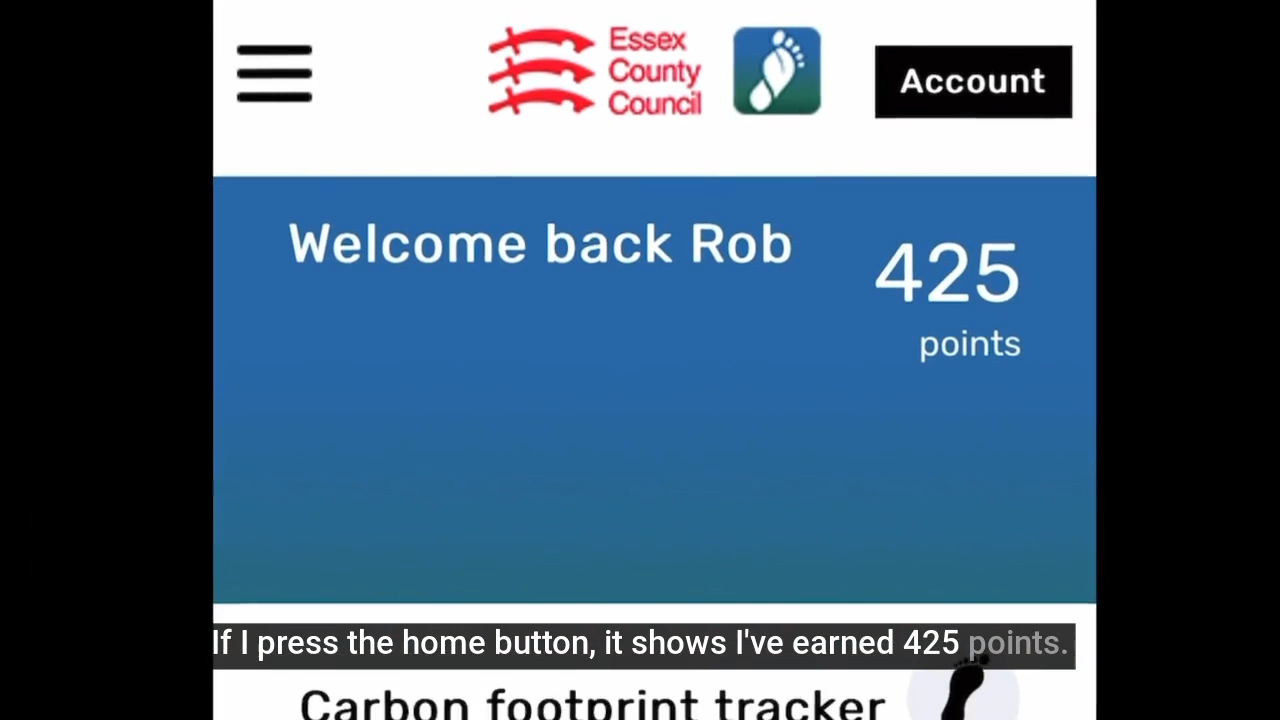 Essex
County
Council
Account
Welcome back Rob
425
points
If I press the home button, it shows I've earned 425 points.
Carbon footprint tracker